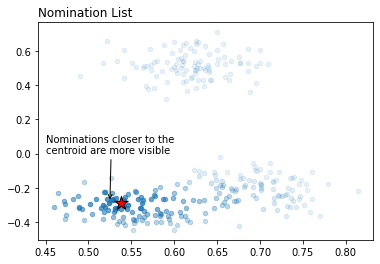 Nomination List
0.6
0.4
0.2
0.0
Nominations closer to the
centroid are more visible
−0.2
−0.4
0.45 0.50 0.55 0.60 0.65 0.70 0.75 0.80